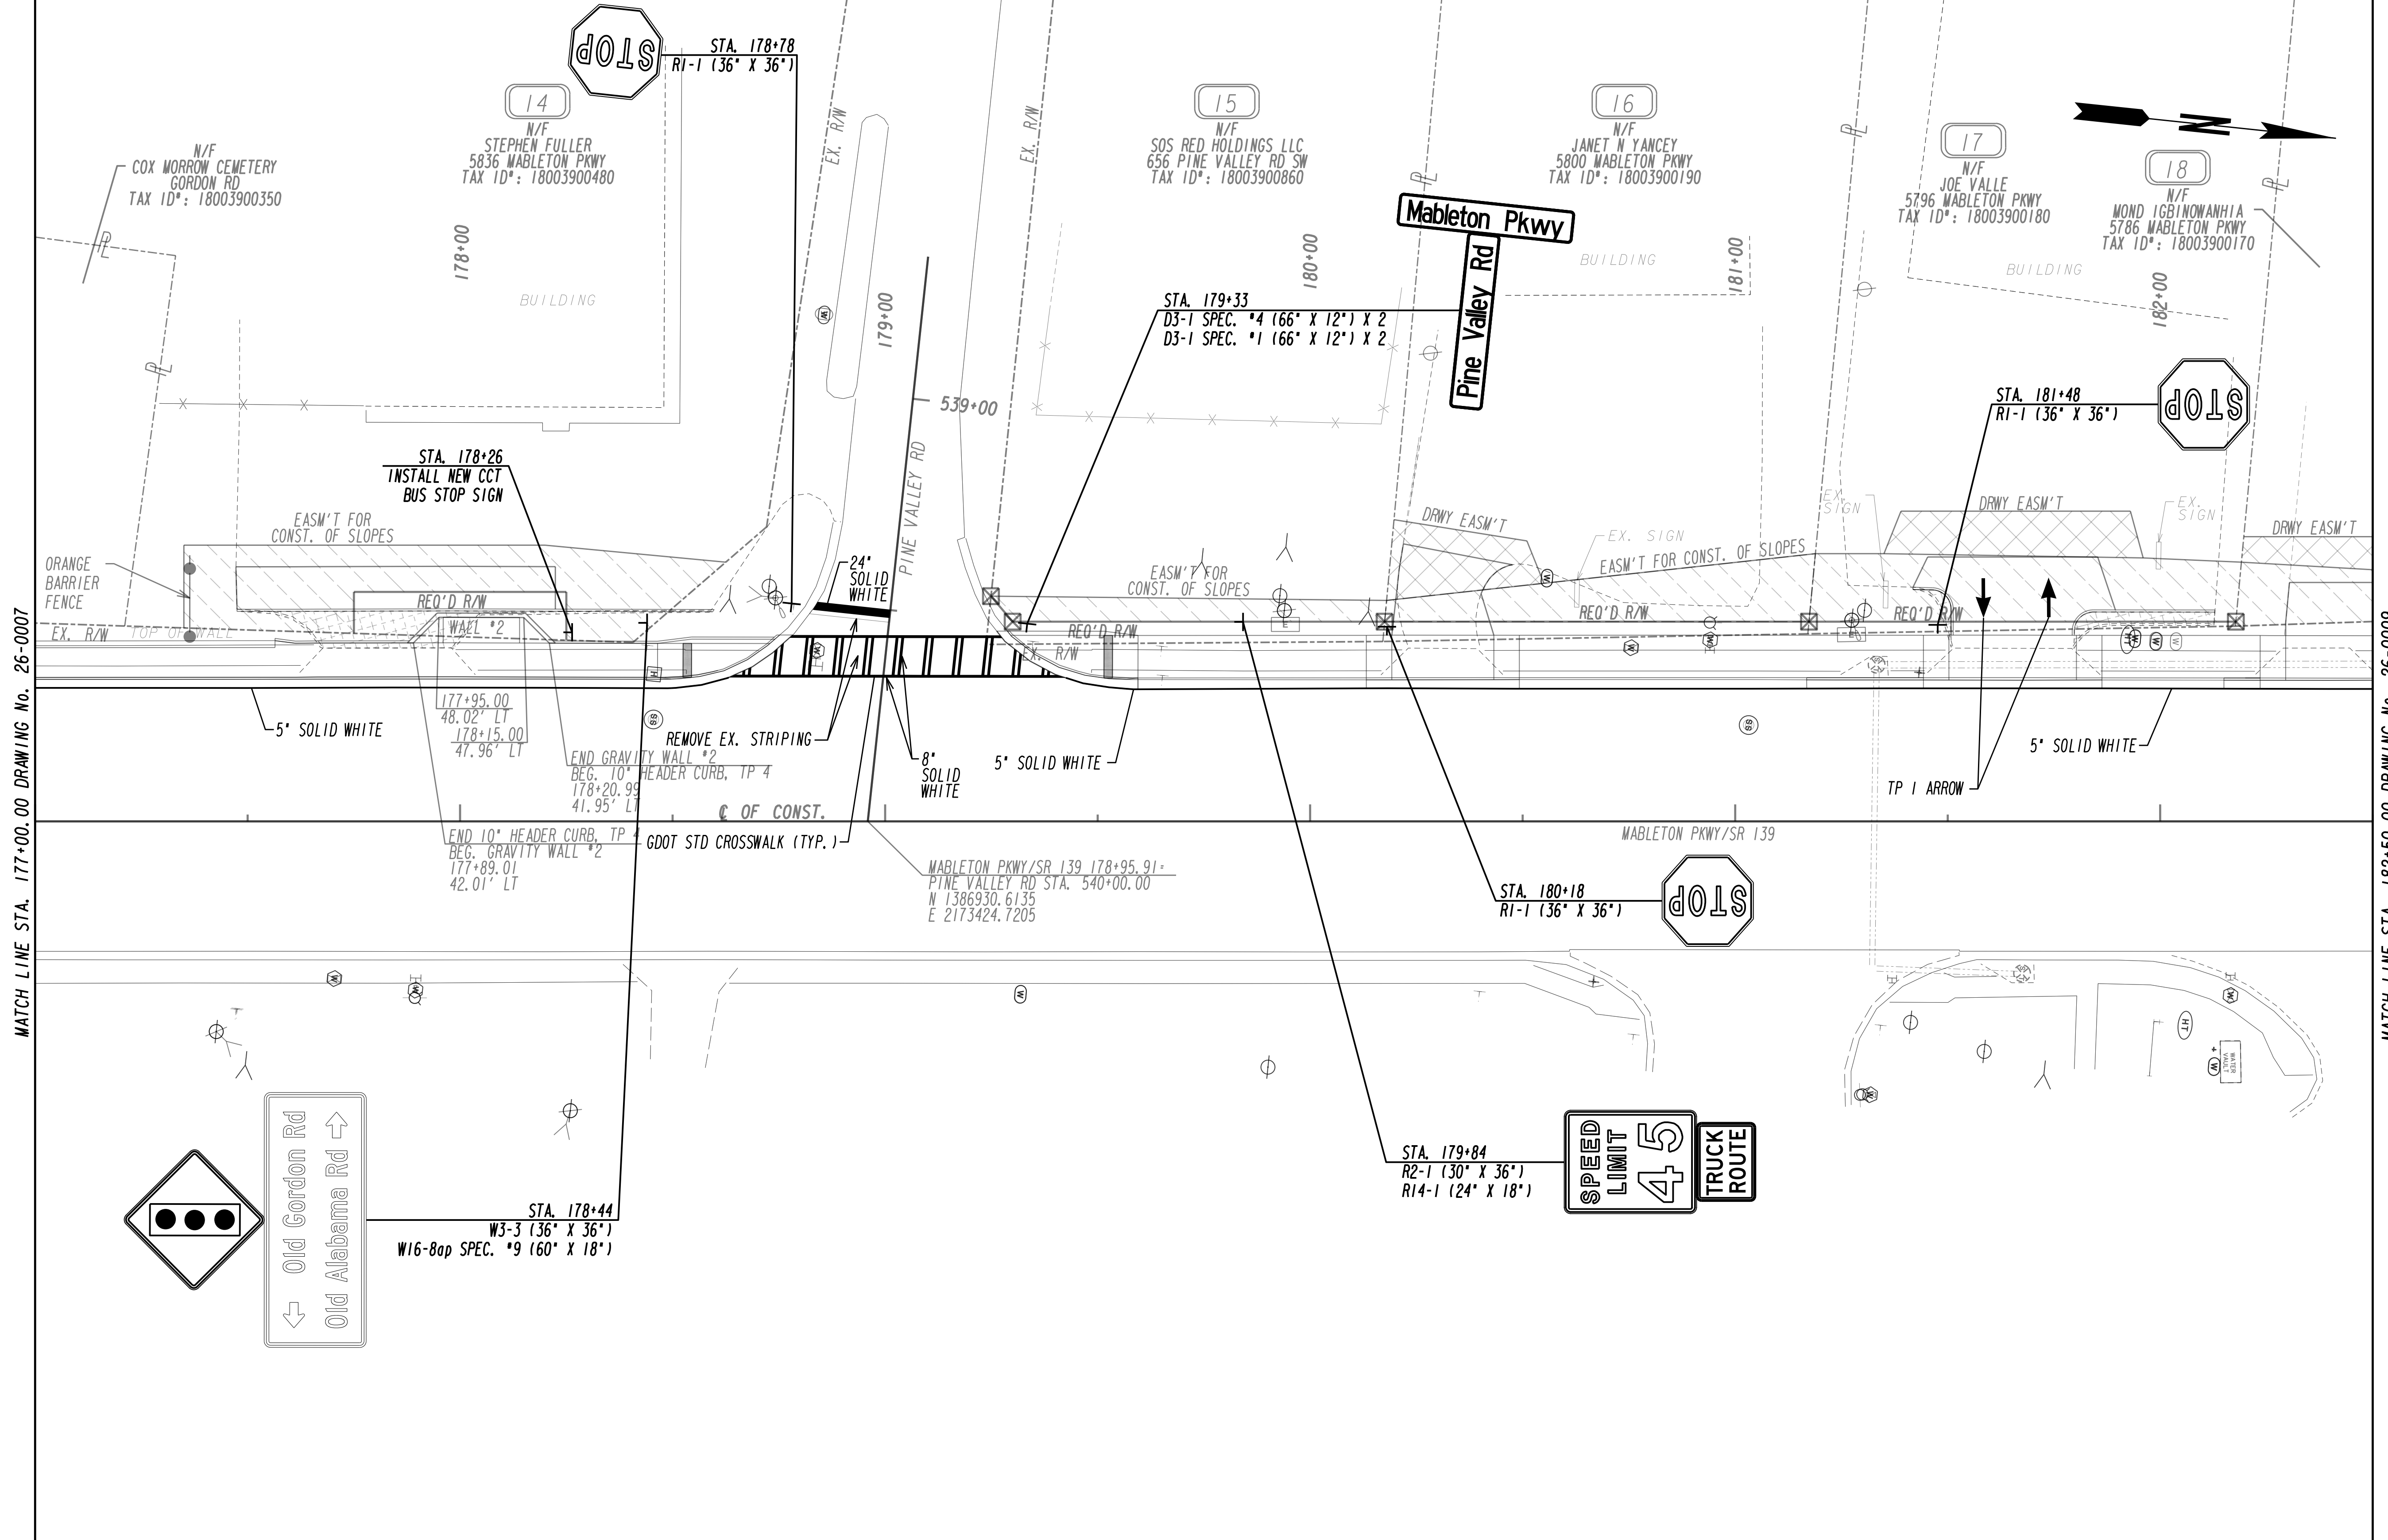 STOP
STA. 178+78
R1-1 (36" X 36")
14
N/F
STEPHEN FULLER
5836 MABLETON PKWY
TAX ID#: 18003900480
N/F
COX MORROW CEMETERY
GORDON RD
TAX ID#: 18003900350
EX. R/W
EX. R/W
15
N/F
SOS RED HOLDINGS LLC
656 PINE VALLEY RD SW
TAX ID#: 18003900860
16
N/F
JANET N YANCEY
5800 MABLETON PKWY
TAX ID#: 18003900190
17
N/F
JOE VALLE
5796 MABLETON PKWY
TAX ID#: 18003900180
18
N/F
MOND IGBINOWANHIA
5786 MABLETON PKWY
TAX ID#: 18003900170
N
PL
PL
PL
PL
PL
178+00
179+00
180+00
181+00
182+00
BUILDING
BUILDING
BUILDING
Mableton Pkwy
Pine Valley Rd
STA. 179+33
D3-1 SPEC. #4 (66" X 12") X 2
D3-1 SPEC. #1 (66" X 12") X 2
STA. 181+48
R1-1 (36" X 36")
STOP
539+00
PINE VALLEY RD
STA. 178+26
INSTALL NEW CCT
BUS STOP SIGN
EASM'T FOR
CONST. OF SLOPES
ORANGE
BARRIER
FENCE
24"
SOLID
WHITE
EASM'T FOR
CONST. OF SLOPES
DRWY EASM'T
EX. SIGN
EASM'T FOR CONST. OF SLOPES
EX.
SIGN
DRWY EASM'T
EX.
SIGN
DRWY EASM'T
REQ'D R/W
WALL #2
EX. R/W
TOP OF WALL
REQ'D R/W
EX. R/W
REQ'D R/W
REQ'D R/W
5" SOLID WHITE
177+95.00
48.02' LT
178+15.00
47.96' LT
REMOVE EX. STRIPING
8"
SOLID
WHITE
5" SOLID WHITE
5" SOLID WHITE
TP 1 ARROW
END GRAVITY WALL #2
BEG. 10" HEADER CURB, TP 4
178+20.99
41.95' LT
℄ OF CONST.
END 10" HEADER CURB, TP 4
BEG. GRAVITY WALL #2
177+89.01
42.01' LT
GDOT STD CROSSWALK (TYP.)
MABLETON PKWY/SR 139
MABLETON PKWY/SR 139 178+95.91=
PINE VALLEY RD STA. 540+00.00
N 1386930.6135
E 2173424.7205
STA. 180+18
R1-1 (36" X 36")
STOP
WATER
VAULT
STA. 179+84
R2-1 (30" X 36")
R14-1 (24" X 18")
SPEED
LIMIT
45
TRUCK
ROUTE
Old Gordon Rd
Old Alabama Rd
STA. 178+44
W3-3 (36" X 36")
W16-8ap SPEC. #9 (60" X 18")
MATCH LINE STA. 177+00.00 DRAWING No. 26-0007